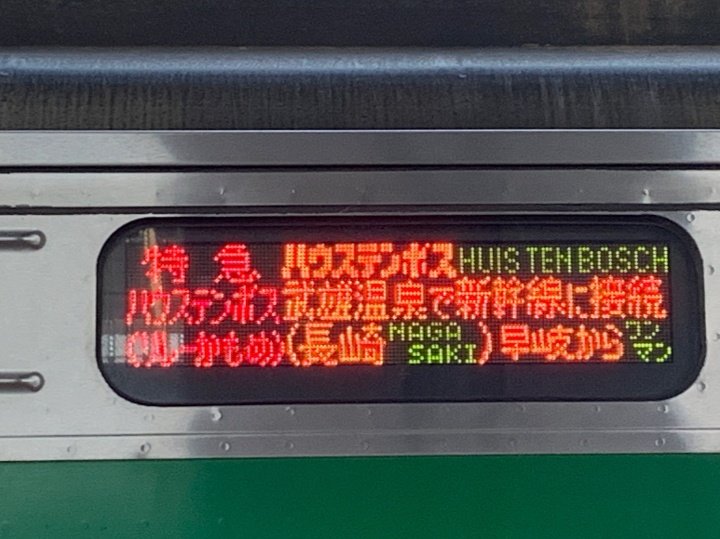 特急 ハウステンボス HUIS TEN BOSCH
ハウステンボス 武雄温泉で新幹線に接続
(リレーかもめ) (長崎 NAGASAKI) 早岐から ワンマン